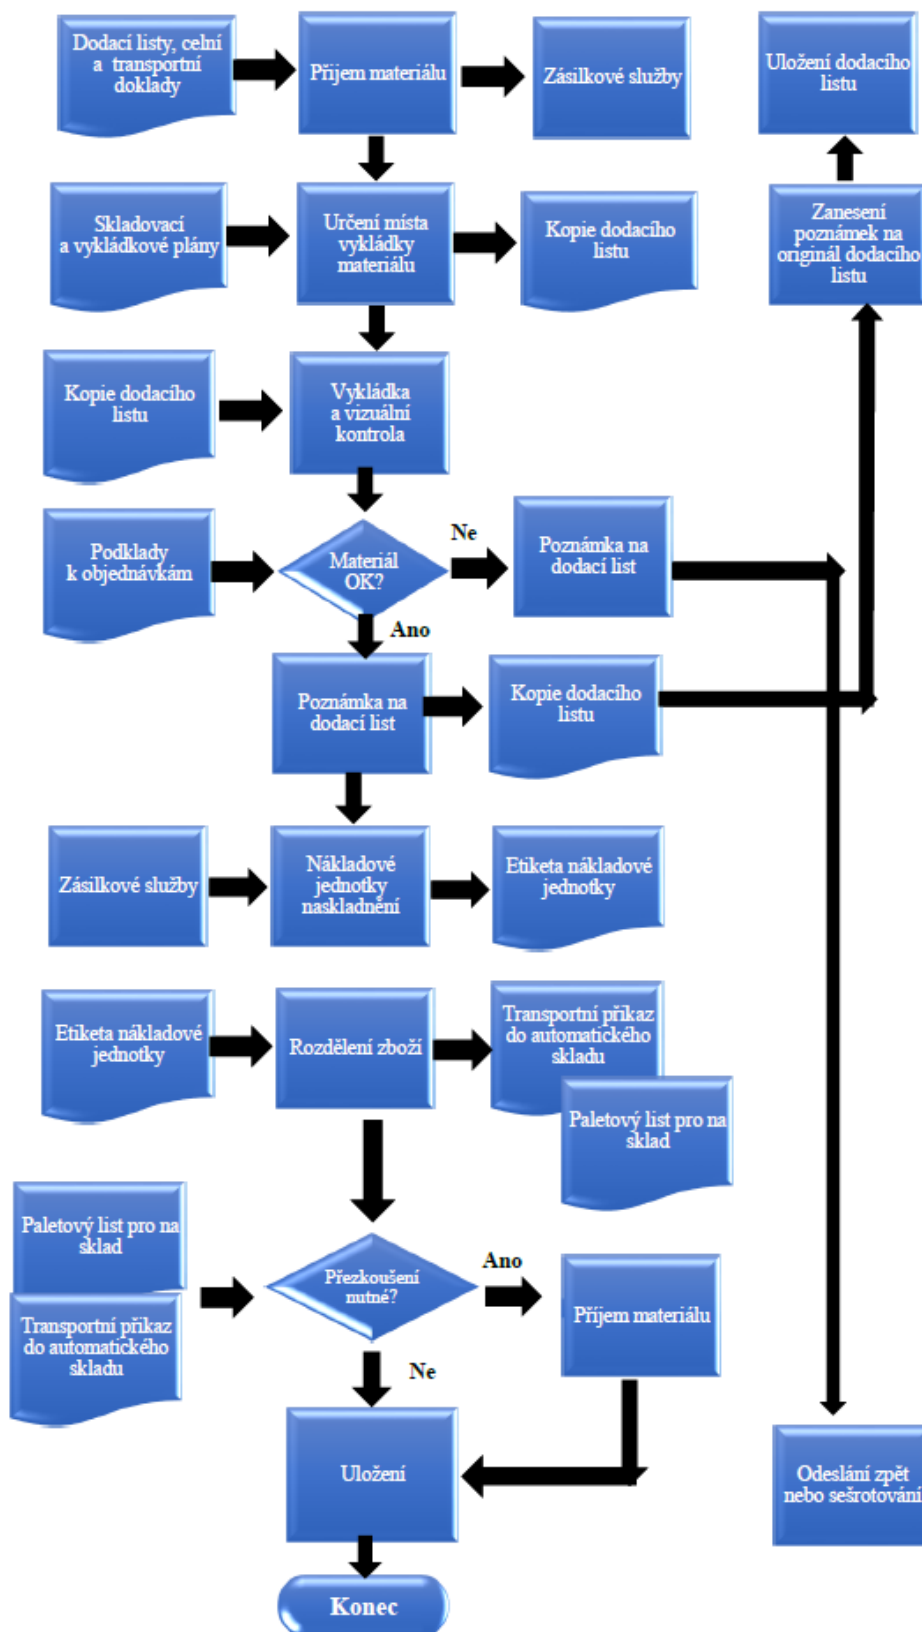 Dodací listy, celní
a transportní
doklady
Příjem materiálu
Zásilkové služby
Uložení dodacího
listu
Skladovací
a vykládkové plány
Určení místa
vykládky
materiálu
Kopie dodacího
listu
Zanesení
poznámek na
originál dodacího
listu
Kopie dodacího
listu
Vykládka
a vizuální
kontrola
Podklady
k objednávkám
Materiál
OK?
Ne
Poznámka na
dodací list
Ano
Poznámka na
dodací list
Kopie dodacího
listu
Zásilkové služby
Nákladové
jednotky
naskladnění
Etiketa nákladové
jednotky
Etiketa nákladové
jednotky
Rozdělení zboží
Transportní příkaz
do automatického
skladu
Paletový list pro na
sklad
Paletový list pro na
sklad
Transportní příkaz
do automatického
skladu
Přezkoušení
nutné?
Ano
Příjem materiálu
Ne
Uložení
Odeslání zpět
nebo sešrotování
Konec